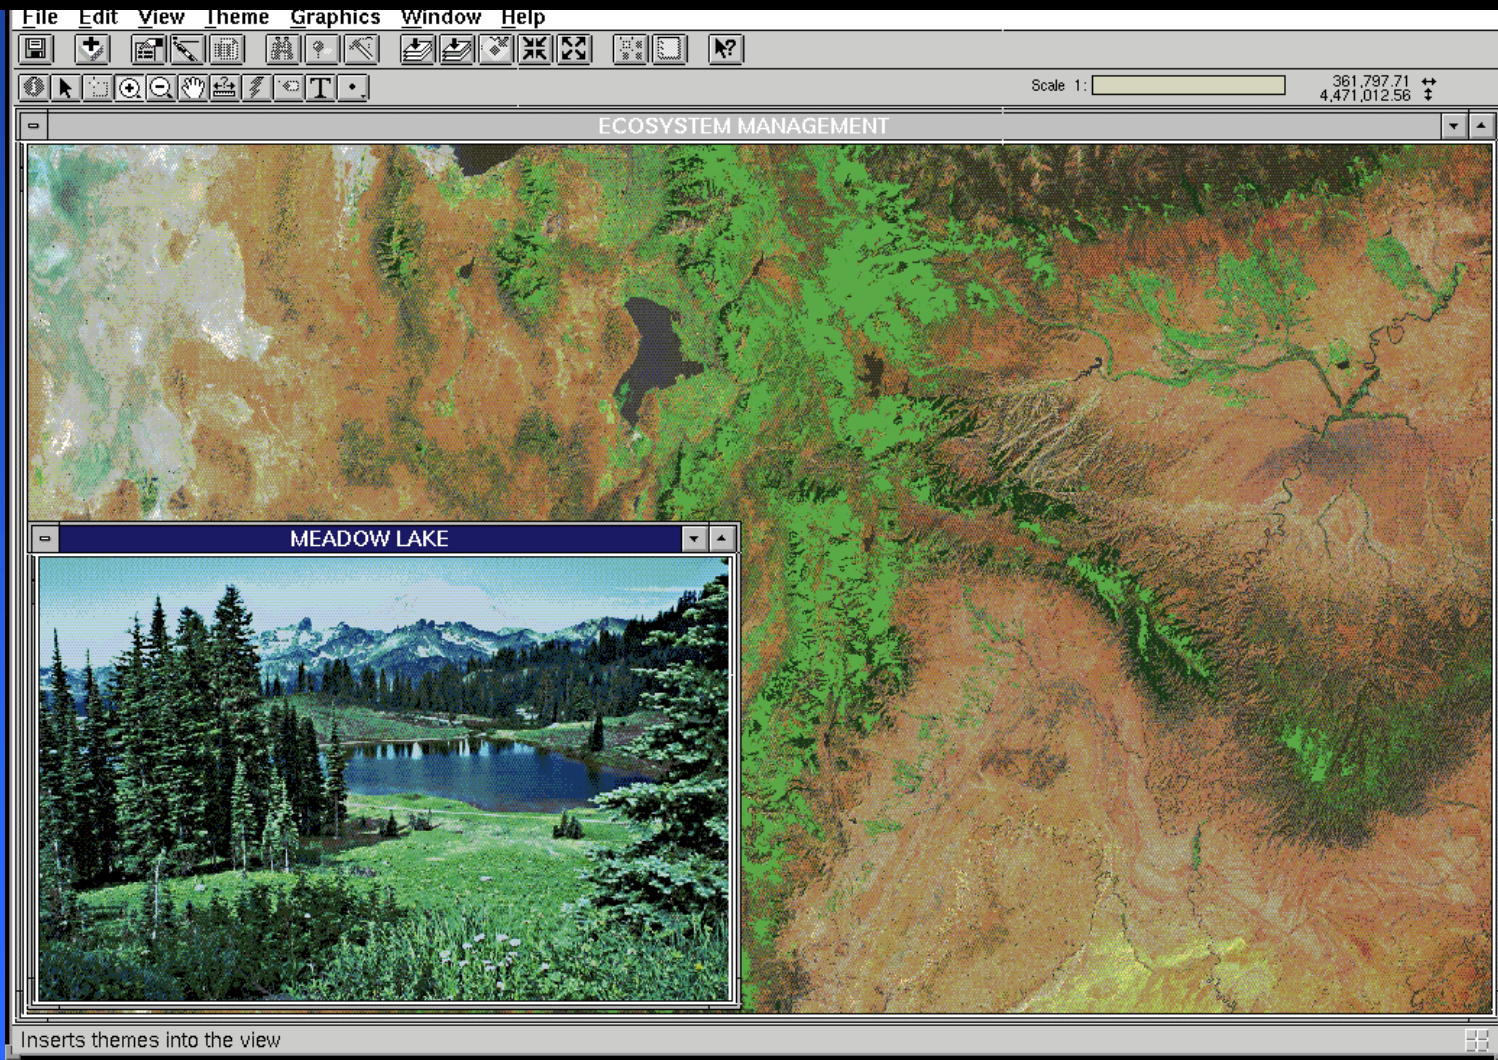 File Edit View Theme Graphics Window Help
T
Scale 1:
361,797.71
4,471,012.56
ECOSYSTEM MANAGEMENT
MEADOW LAKE
Inserts themes into the view